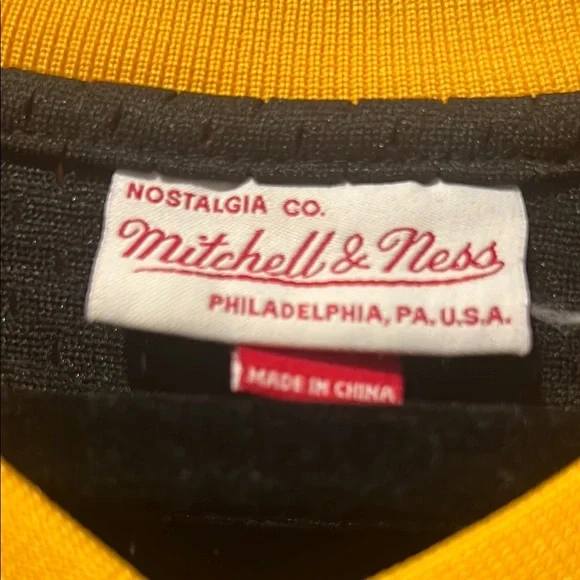 NOSTALGIA CO.
Mitchell & Ness
PHILADELPHIA, PA. U.S.A.
MADE IN CHINA